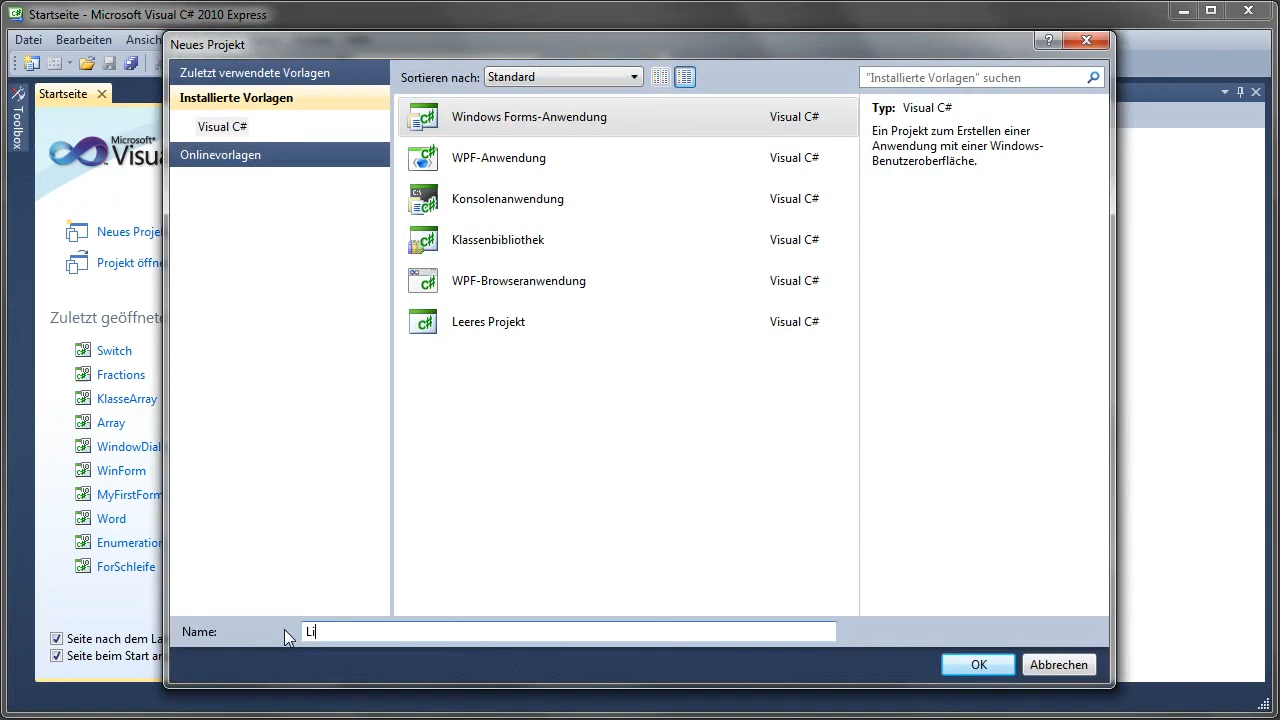 Startseite - Microsoft Visual C# 2010 Express
Datei Bearbeiten
Neues Projekt
Zuletzt verwendete Vorlagen
Installierte Vorlagen
Visual C#
Onlinevorlagen
Sortieren nach: Standard
"Installierte Vorlagen" suchen
Windows Forms-Anwendung Visual C#
WPF-Anwendung Visual C#
Konsolenanwendung Visual C#
Klassenbibliothek Visual C#
WPF-Browseranwendung Visual C#
Leeres Projekt Visual C#
Typ: Visual C#
Ein Projekt zum Erstellen einer
Anwendung mit einer Windows-
Benutzeroberfläche.
Startseite
Toolbox
Microsoft®
Visu
Neues Proje
Projekt öffne
Zuletzt geöffnete
Switch
Fractions
KlasseArray
Array
WindowDial
WinForm
MyFirstForm
Word
Enumeration
ForSchleife
Seite nach dem La
Seite beim Start an
Name: Li
OK Abbrechen